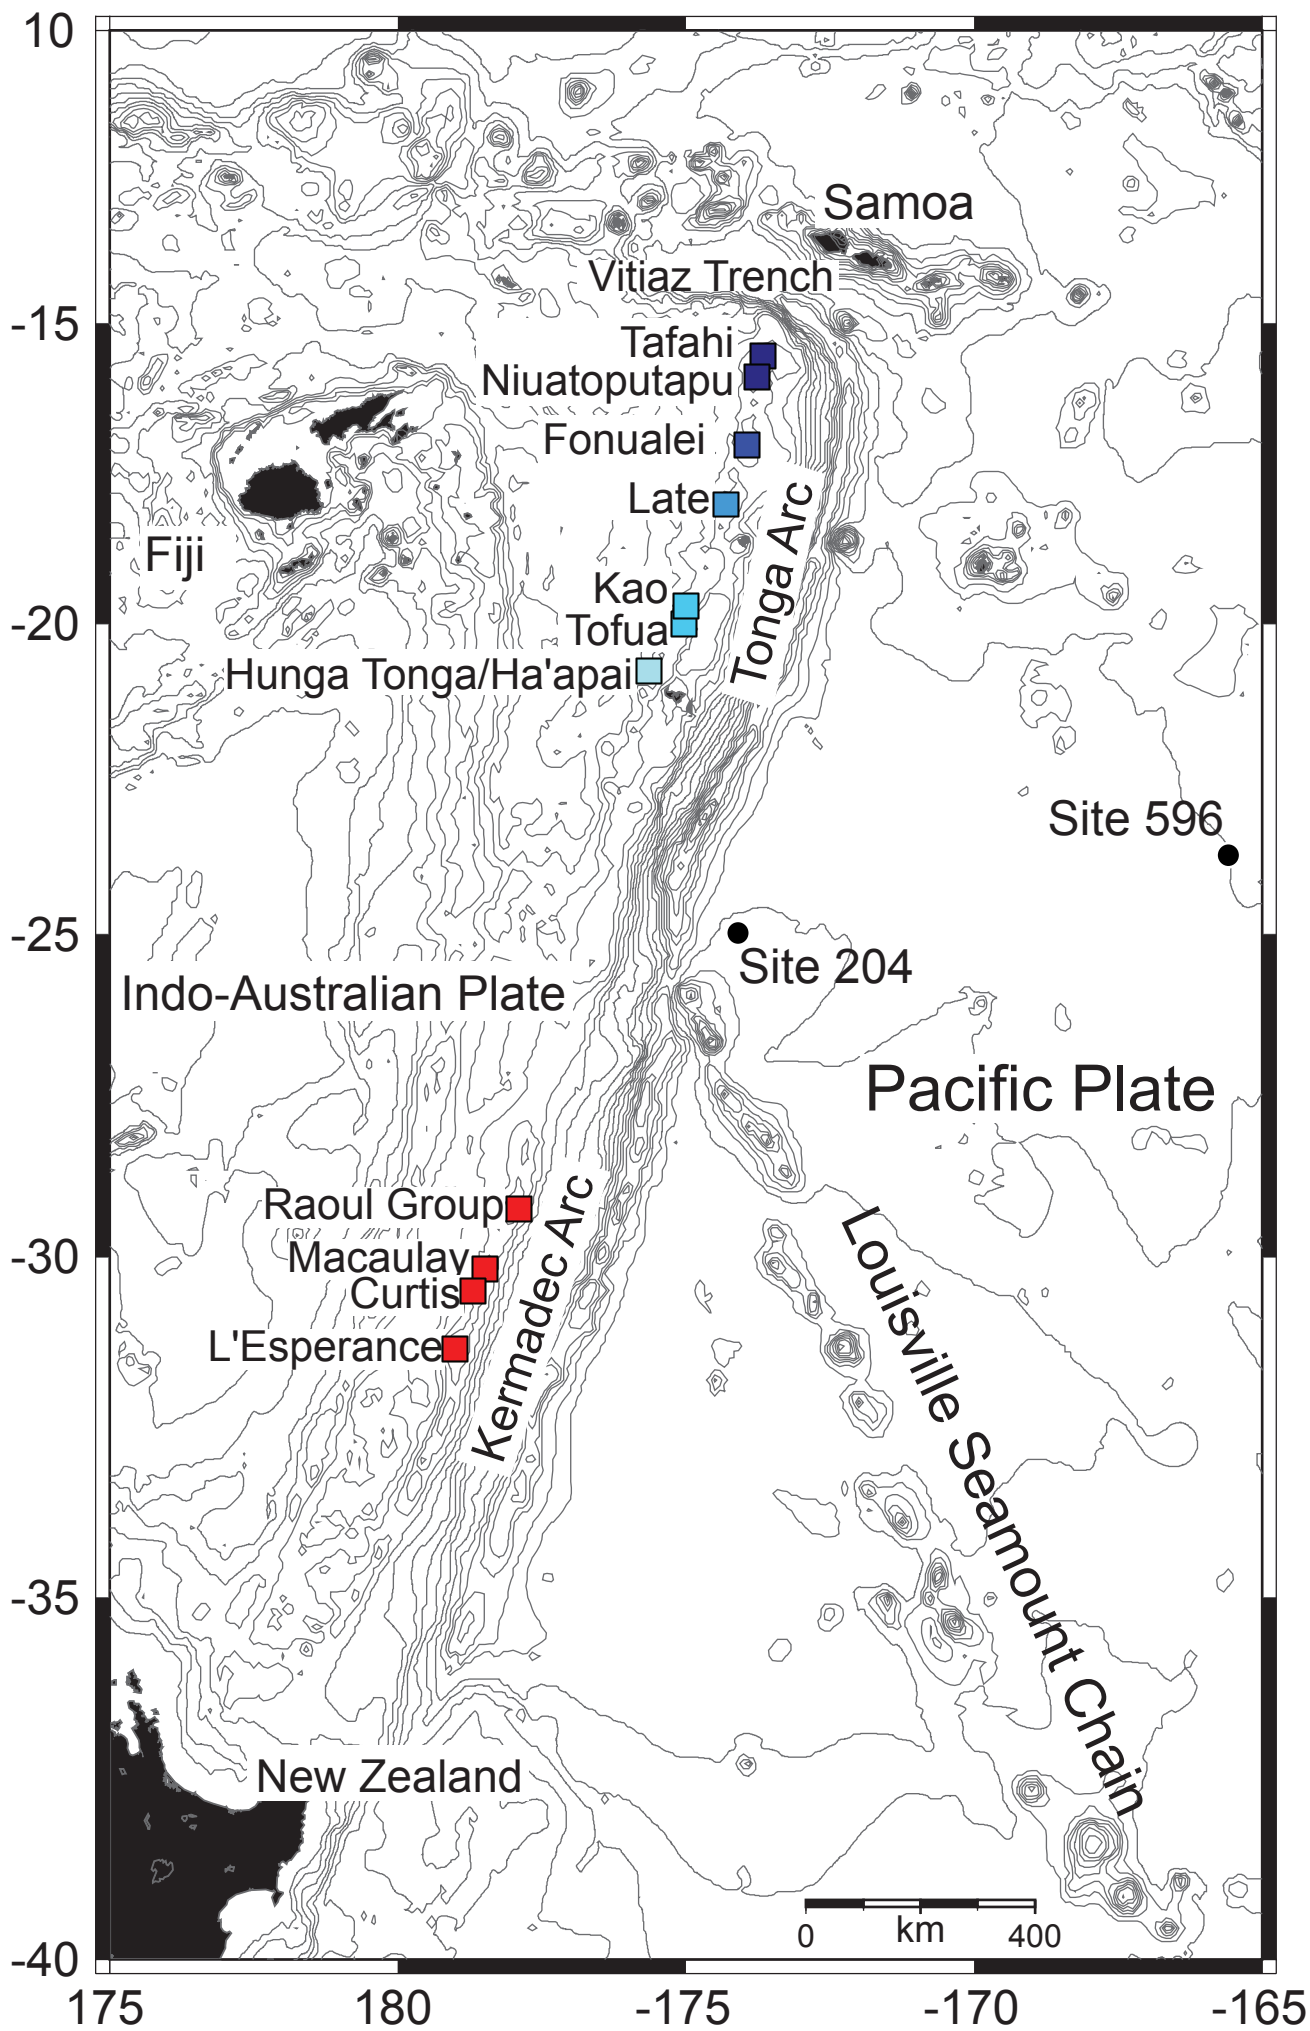 10
Samoa
Vitiaz Trench
-15
Tafahi
Niuatoputapu
Fonualei
Late
Tonga Arc
Fiji
Kao
-20
Tofua
Hunga Tonga/Ha'apai
Site 596
-25
Site 204
Indo-Australian Plate
Pacific Plate
Raoul Group
Kermadec Arc
Louisville Seamount Chain
-30
Macaulay
Curtis
L'Esperance
-35
New Zealand
0
km
400
-40
175
180
-175
-170
-165